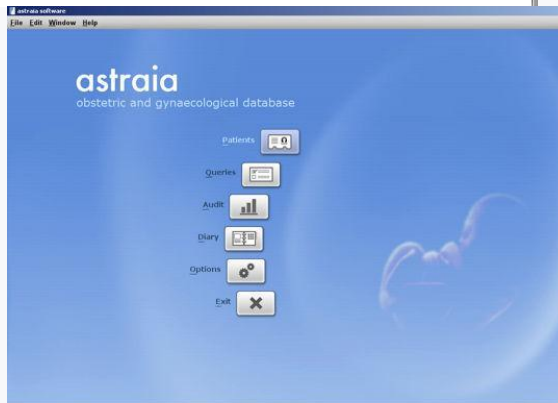 astraia software
File Edit Window Help
astraia
obstetric and gynaecological database
Patients
Queries
Audit
Diary
Options
Exit